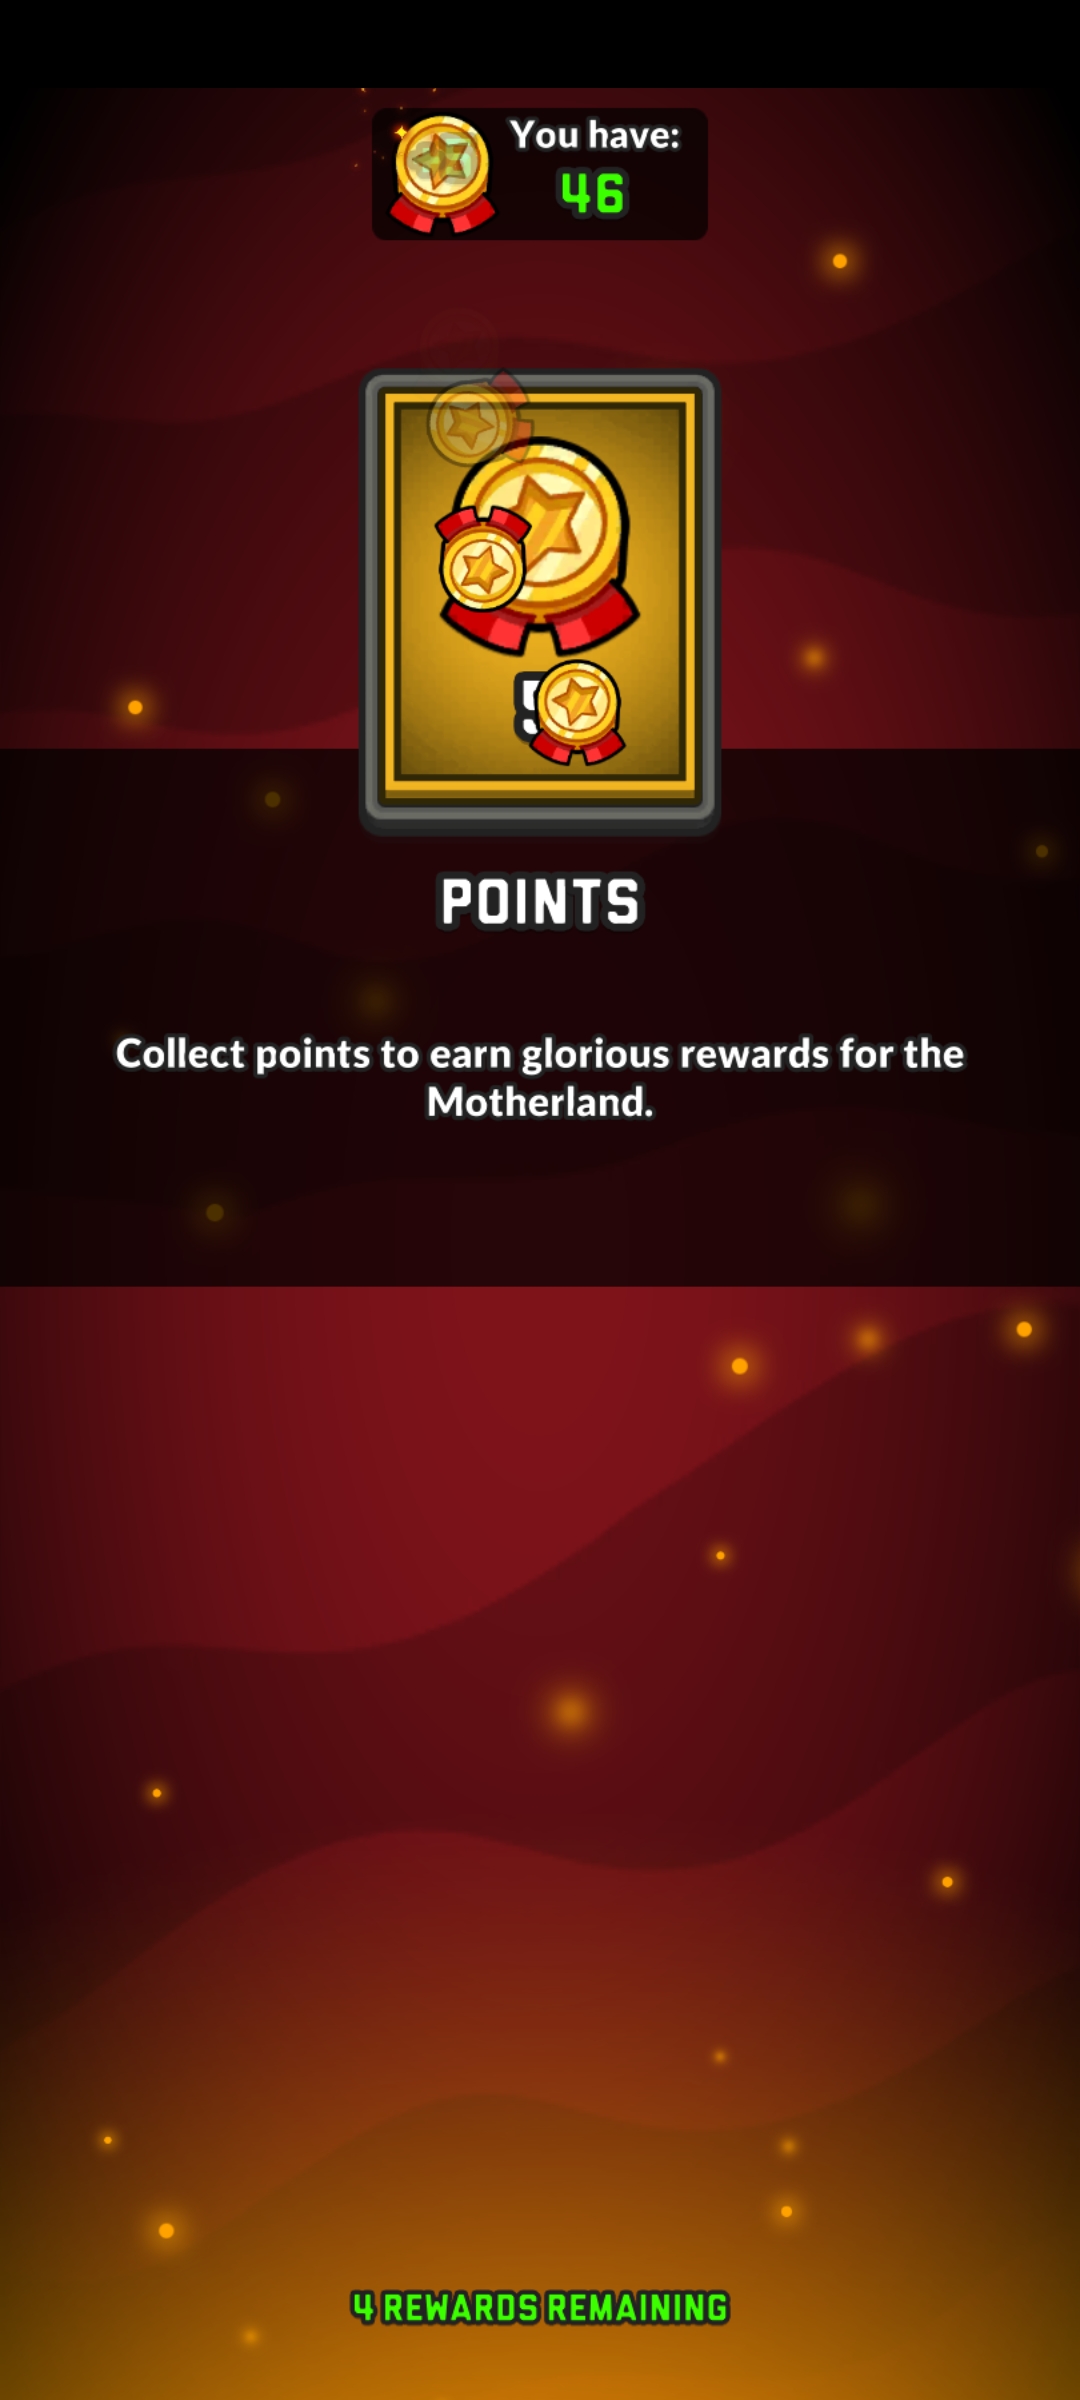 You have:
46
POINTS
Collect points to earn glorious rewards for the
Motherland.
4 REWARDS REMAINING